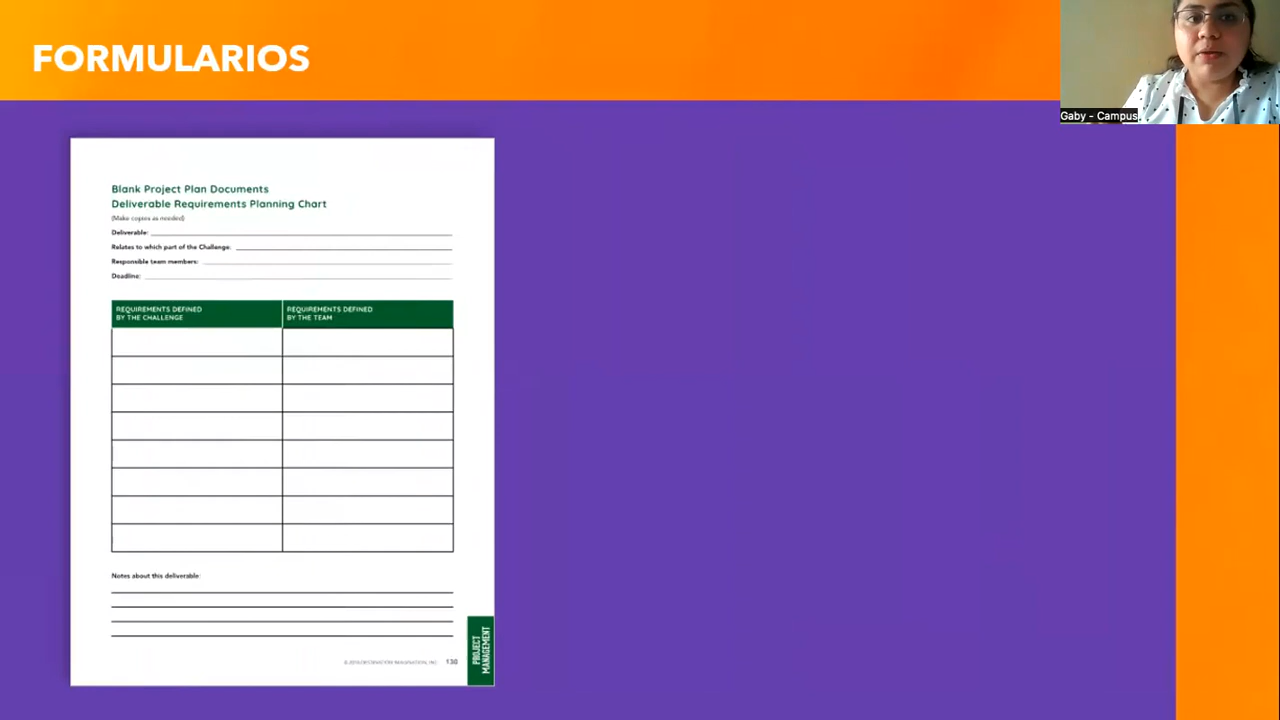 FORMULARIOS
Gaby - Campus
Blank Project Plan Documents
Deliverable Requirements Planning Chart
(Make copies as needed)
Deliverable:
Relates to which part of the Challenge:
Responsible team members:
Deadline:
REQUIREMENTS DEFINED
BY THE CHALLENGE
REQUIREMENTS DEFINED
BY THE TEAM
Notes about this deliverable:
130
PROJECT
MANAGEMENT